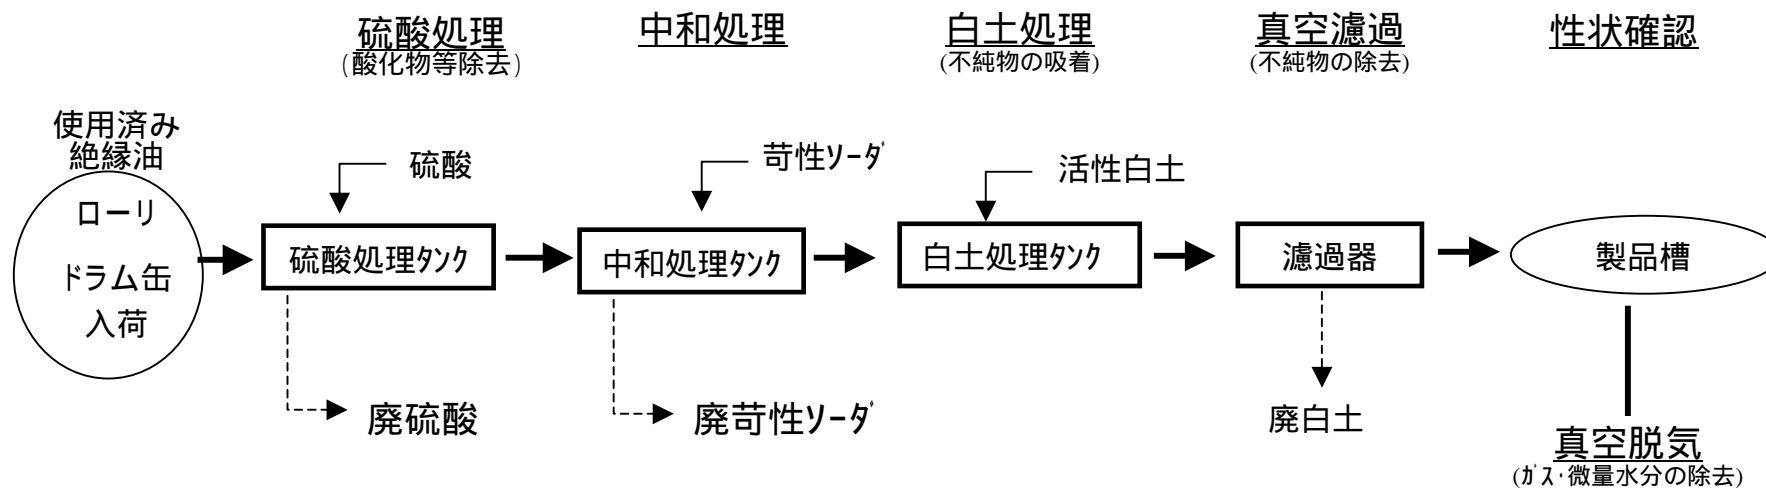 硫酸処理
(酸化物等除去)
中和処理
白土処理
(不純物の吸着)
真空濾過
(不純物の除去)
性状確認
使用済み
絶縁油
ローリ
ドラム缶
入荷
硫酸
苛性ｿｰﾀﾞ
活性白土
硫酸処理ﾀﾝｸ
中和処理ﾀﾝｸ
白土処理ﾀﾝｸ
濾過器
製品槽
廃硫酸
廃苛性ｿｰﾀﾞ
廃白土
真空脱気
(ｶﾞｽ･微量水分の除去)